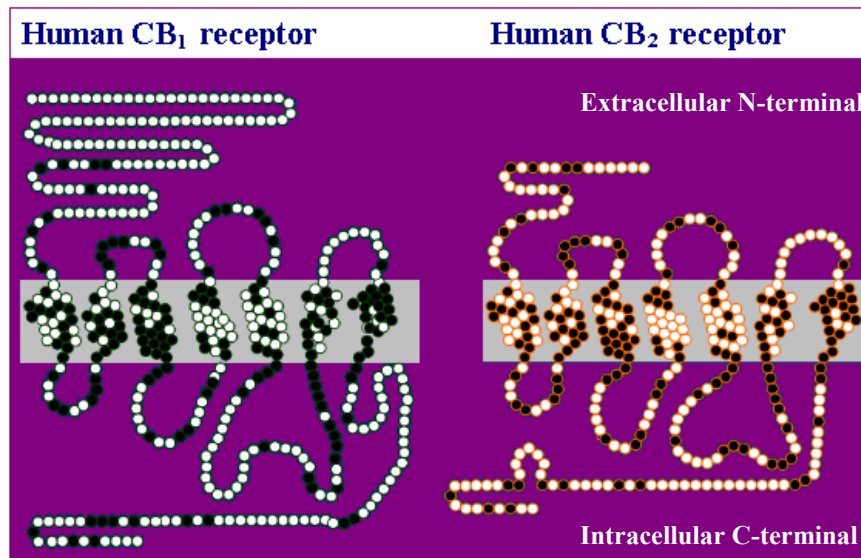 Human CB₁ receptor
Human CB₂ receptor
Extracellular N-terminal
Intracellular C-terminal